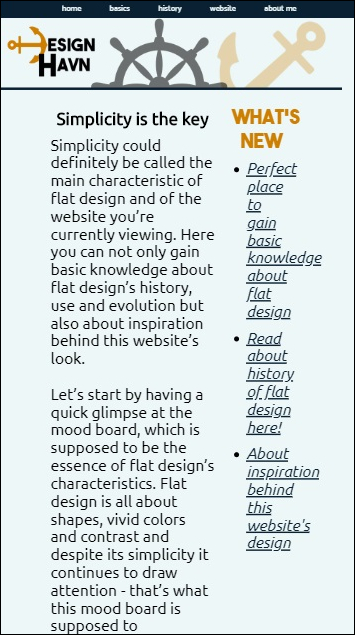 home basics history website about me
DESIGN
HAVN
Simplicity is the key
Simplicity could
definitely be called the
main characteristic of
flat design and of the
website you're
currently viewing. Here
you can not only gain
basic knowledge about
flat design's history,
use and evolution but
also about inspiration
behind this website's
look.
Let's start by having a
quick glimpse at the
mood board, which is
supposed to be the
essence of flat design's
characteristics. Flat
design is all about
shapes, vivid colors
and contrast and
despite its simplicity it
continues to draw
attention - that's what
this mood board is
supposed to
WHAT'S
NEW
Perfect
place
to
gain
basic
knowledge
about
flat
design
Read
about
history
of flat
design
here!
About
inspiration
behind
this
website's
design